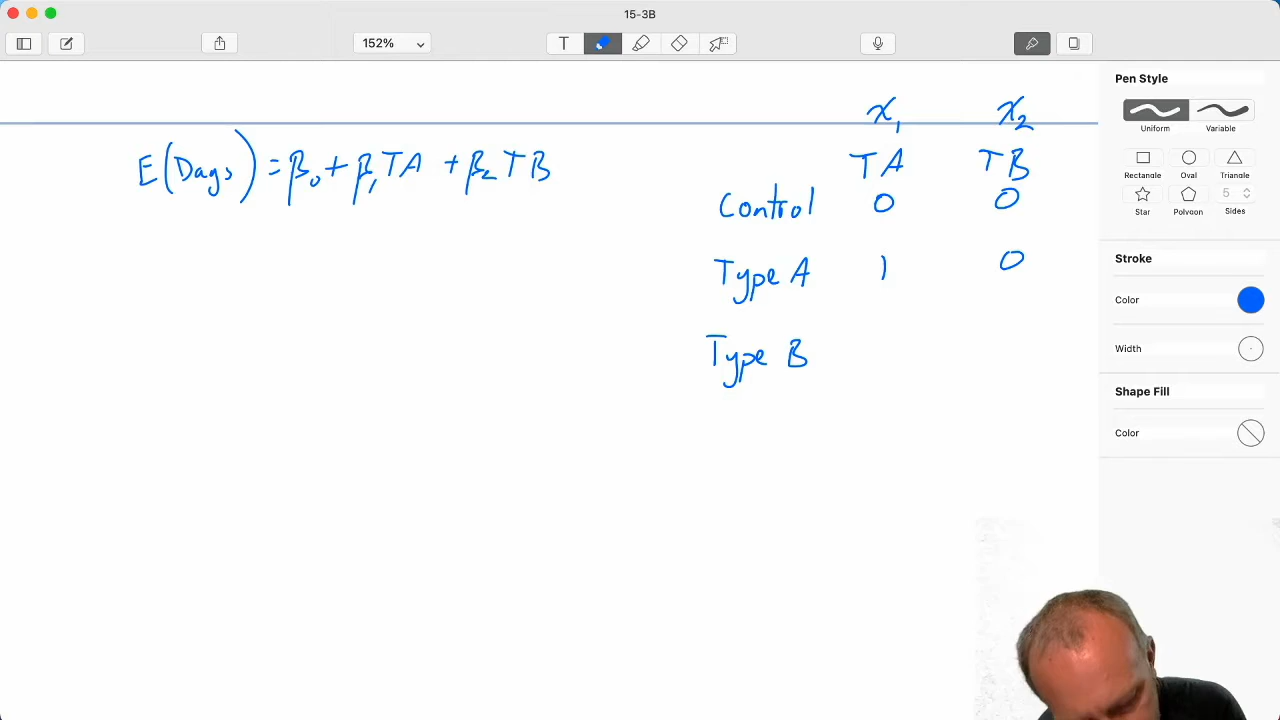 15-3B
152%
T
Pen Style
Uniform Variable
Rectangle Oval Triangle
Star Polygon 5 Sides
Stroke
Color
Width
Shape Fill
Color
x₁ x₂
E(Days) = β₀ + β₁TA + β₂TB
TA TB
Control 0 0
Type A 1 0
Type B